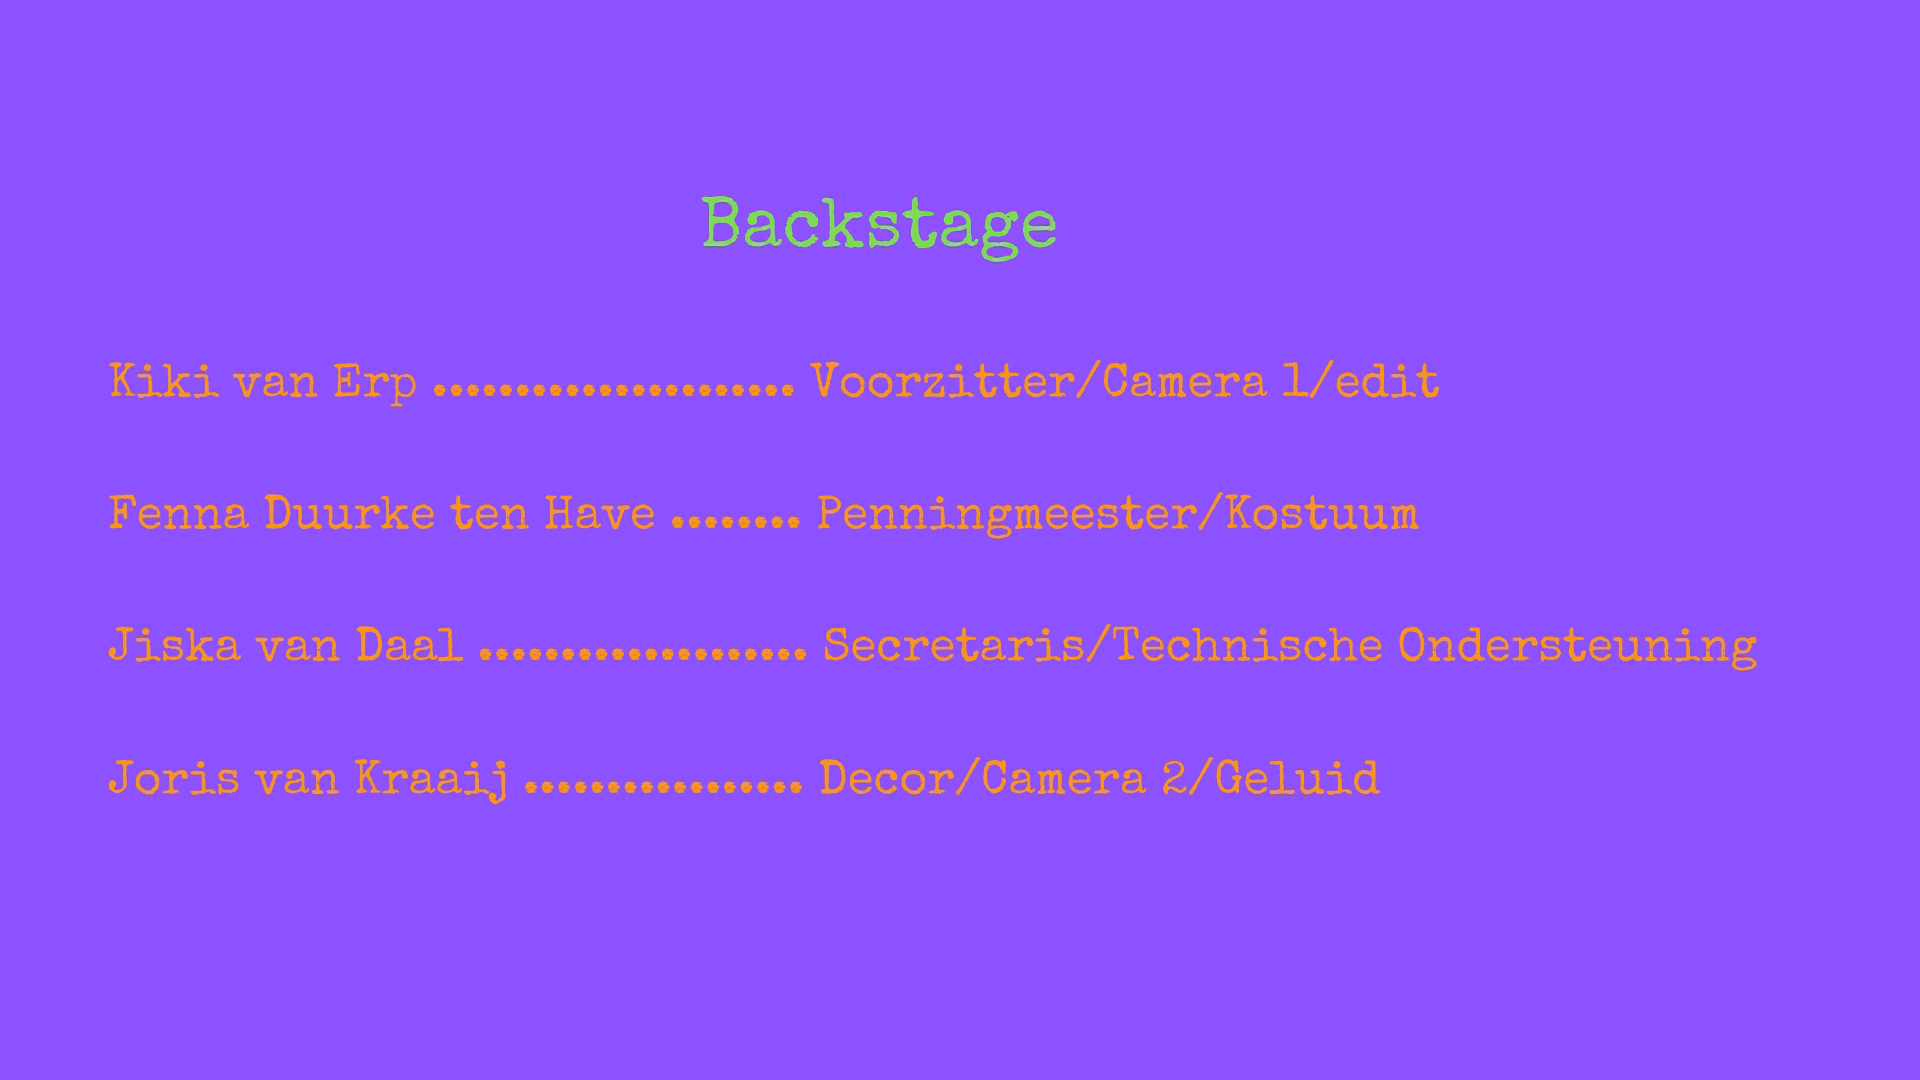 Backstage
Kiki van Erp ...................... Voorzitter/Camera 1/edit
Fenna Duurke ten Have ........ Penningmeester/Kostuum
Jiska van Daal .................... Secretaris/Technische Ondersteuning
Joris van Kraaij ................. Decor/Camera 2/Geluid